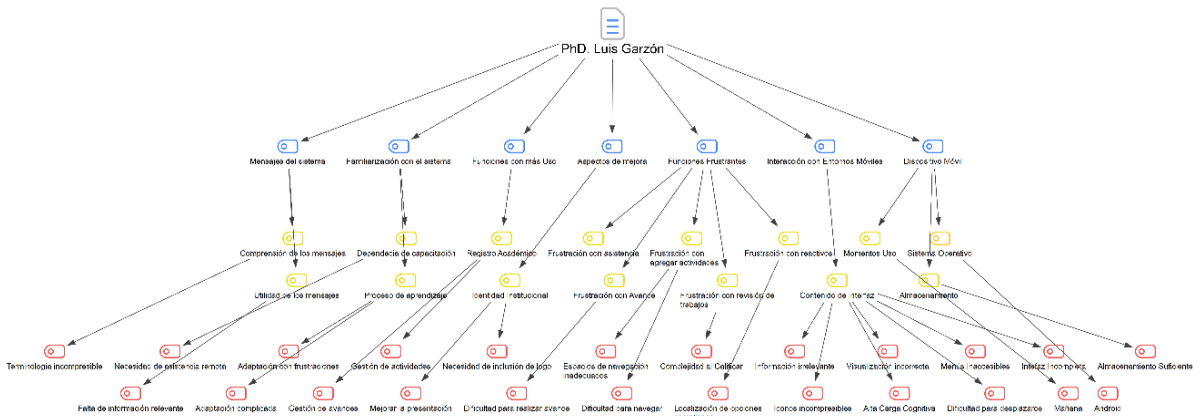 PhD. Luis Garzón
Mensajes del sistema
Familiarización con el sistema
Funciones con más Uso
Aspectos de mejora
Funciones Frustrantes
Interacción con Entornos Móviles
Dispositivo Móvil
Comprensión de los mensajes
Dependecia de capacitación
Registro Académico
Frustración con asistencia
Frustración con
agregar actividades
Frustración con reactivos
Momentos Uso
Sistema Operativo
Utilidad de los mensajes
Proceso de aprendizaje
Identidad Institucional
Frustración con Avance
Frustración con revisión de
trabajos
Contenido de Interfaz
Almacenamiento
Terminología incompresible
Necesidad de asistencia remota
Adaptación con frustraciones
Gestión de actividades
Necesidad de inclusión de logo
Espacios de navegación
inadecuados
Complejidad al Calificar
Información irrelevante
Visualización incorrecta
Menús Inaccesibles
Intefaz Incompleta
Almacenamiento Suficiente
Falta de información relevante
Adaptación complicada
Gestión de avances
Mejorar la presentación
Dificultad para realizar avance
Dificultad para navegar
Localización de opciones
Iconos incompresibles
Alta Carga Cognitiva
Dificultad para desplazarse
Mañana
Android